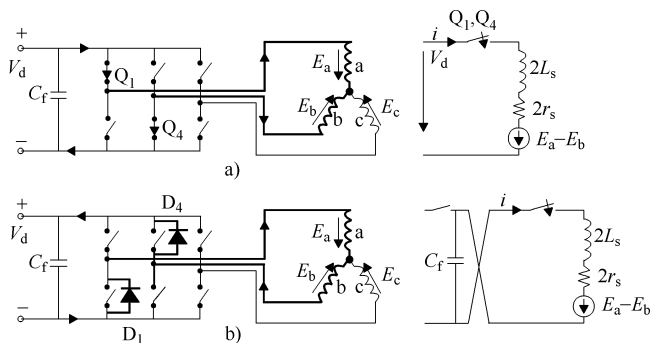 +
V_d
C_f
−
Q_1
Q_4
E_a
a
E_b
b
c
E_c
a)
Q_1,Q_4
i
V_d
2L_s
2r_s
E_a−E_b
+
V_d
C_f
−
D_4
D_1
E_a
a
E_b
b
c
E_c
b)
i
C_f
2L_s
2r_s
E_a−E_b